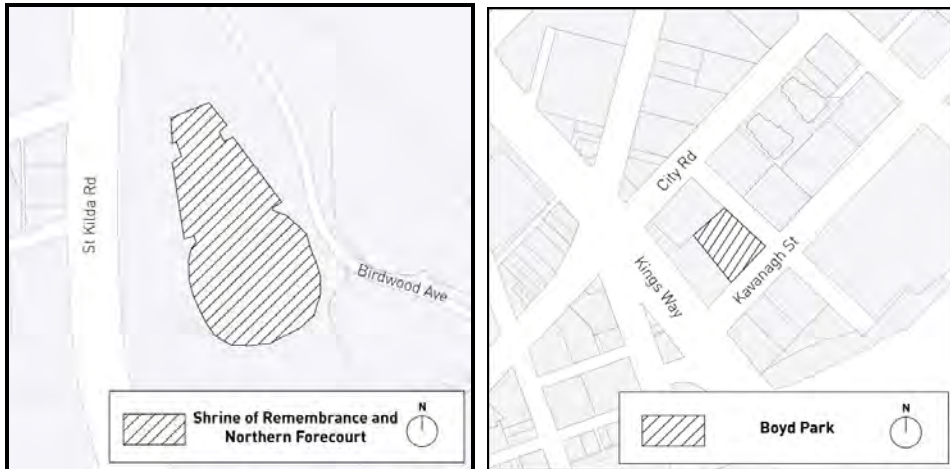 St Kilda Rd
Birdwood Ave
Shrine of Remembrance and
Northern Forecourt
N
City Rd
Kings Way
Kavanagh St
Boyd Park
N